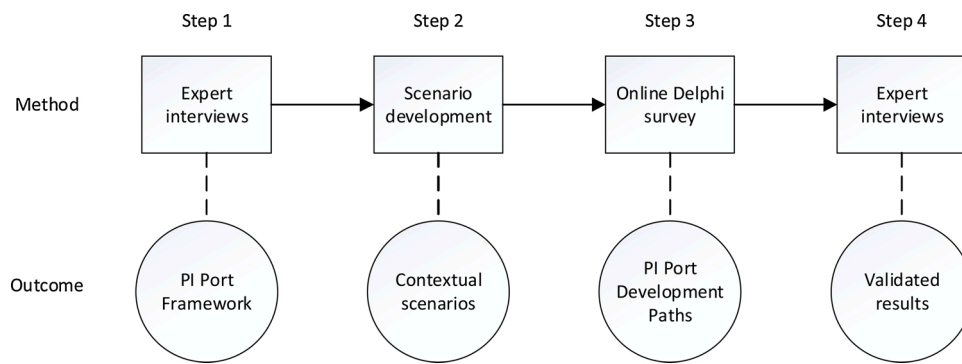 Step 1 Step 2 Step 3 Step 4
Method
Expert
interviews
Scenario
development
Online Delphi
survey
Expert
interviews
Outcome
PI Port
Framework
Contextual
scenarios
PI Port
Development
Paths
Validated
results